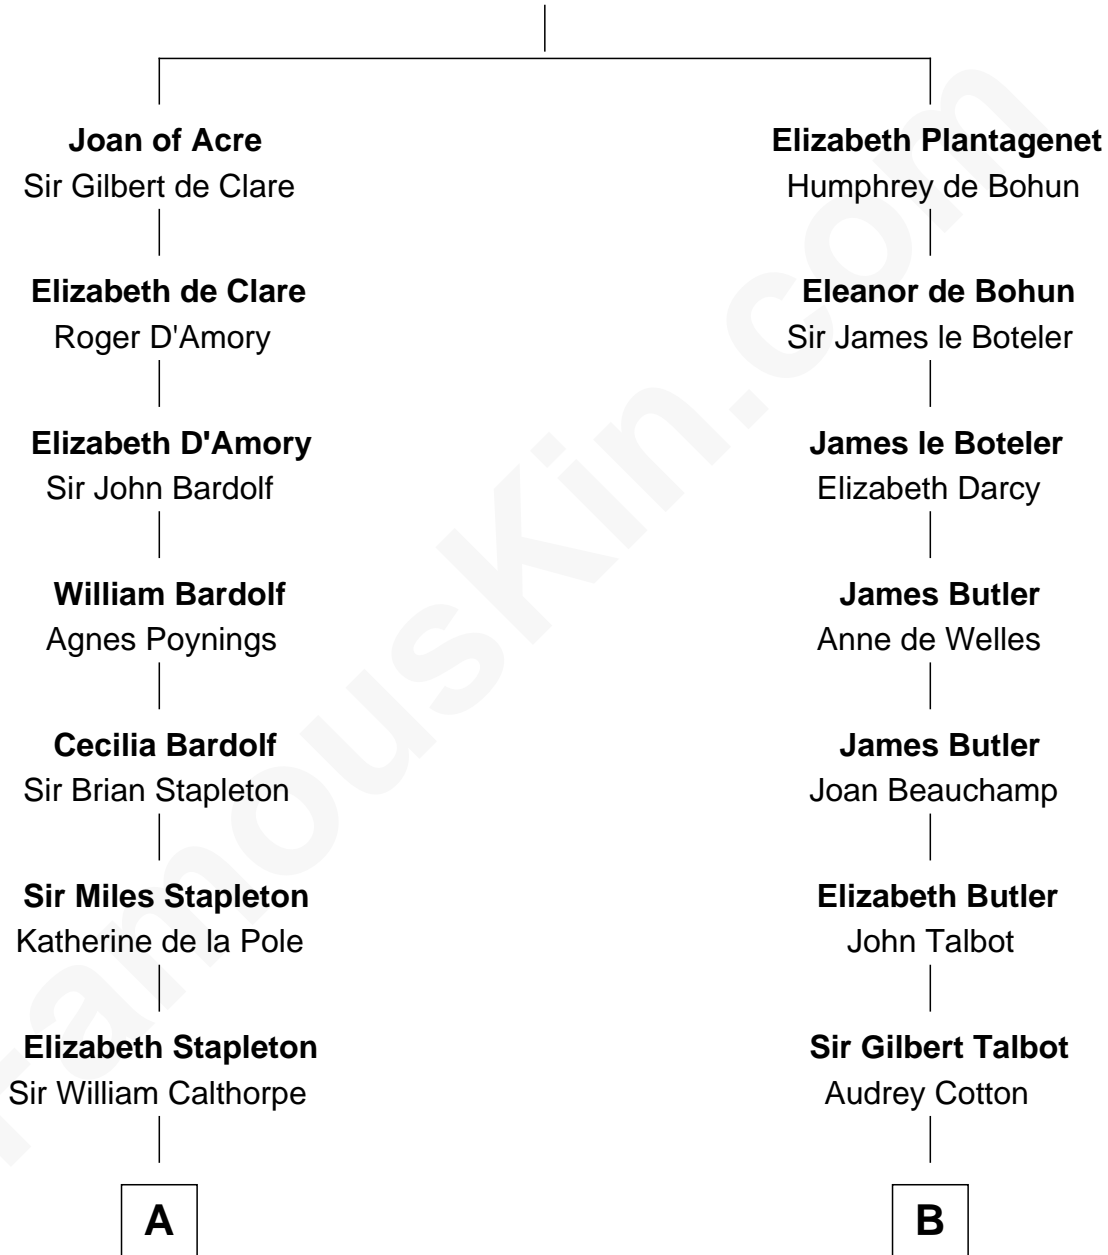 Joan of Acre
Sir Gilbert de Clare
Elizabeth de Clare
Roger D'Amory
Elizabeth D'Amory
Sir John Bardolf
William Bardolf
Agnes Poynings
Cecilia Bardolf
Sir Brian Stapleton
Sir Miles Stapleton
Katherine de la Pole
Elizabeth Stapleton
Sir William Calthorpe
A
Elizabeth Plantagenet
Humphrey de Bohun
Eleanor de Bohun
Sir James le Boteler
James le Boteler
Elizabeth Darcy
James Butler
Anne de Welles
James Butler
Joan Beauchamp
Elizabeth Butler
John Talbot
Sir Gilbert Talbot
Audrey Cotton
B
FamousKin.com